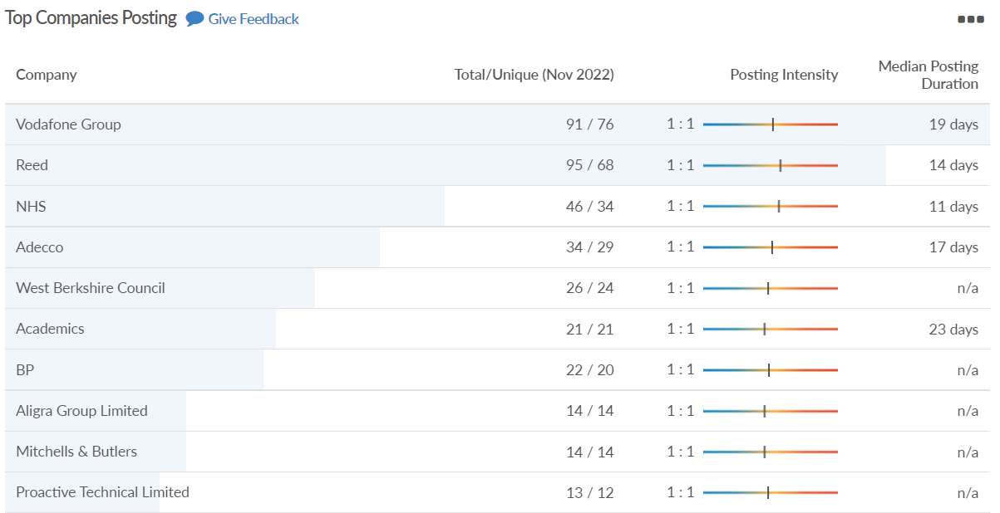 Top Companies Posting Give Feedback
Company Total/Unique (Nov 2022) Posting Intensity Median Posting Duration
Vodafone Group 91 / 76 1 : 1 19 days
Reed 95 / 68 1 : 1 14 days
NHS 46 / 34 1 : 1 11 days
Adecco 34 / 29 1 : 1 17 days
West Berkshire Council 26 / 24 1 : 1 n/a
Academics 21 / 21 1 : 1 23 days
BP 22 / 20 1 : 1 n/a
Aligra Group Limited 14 / 14 1 : 1 n/a
Mitchells & Butlers 14 / 14 1 : 1 n/a
Proactive Technical Limited 13 / 12 1 : 1 n/a